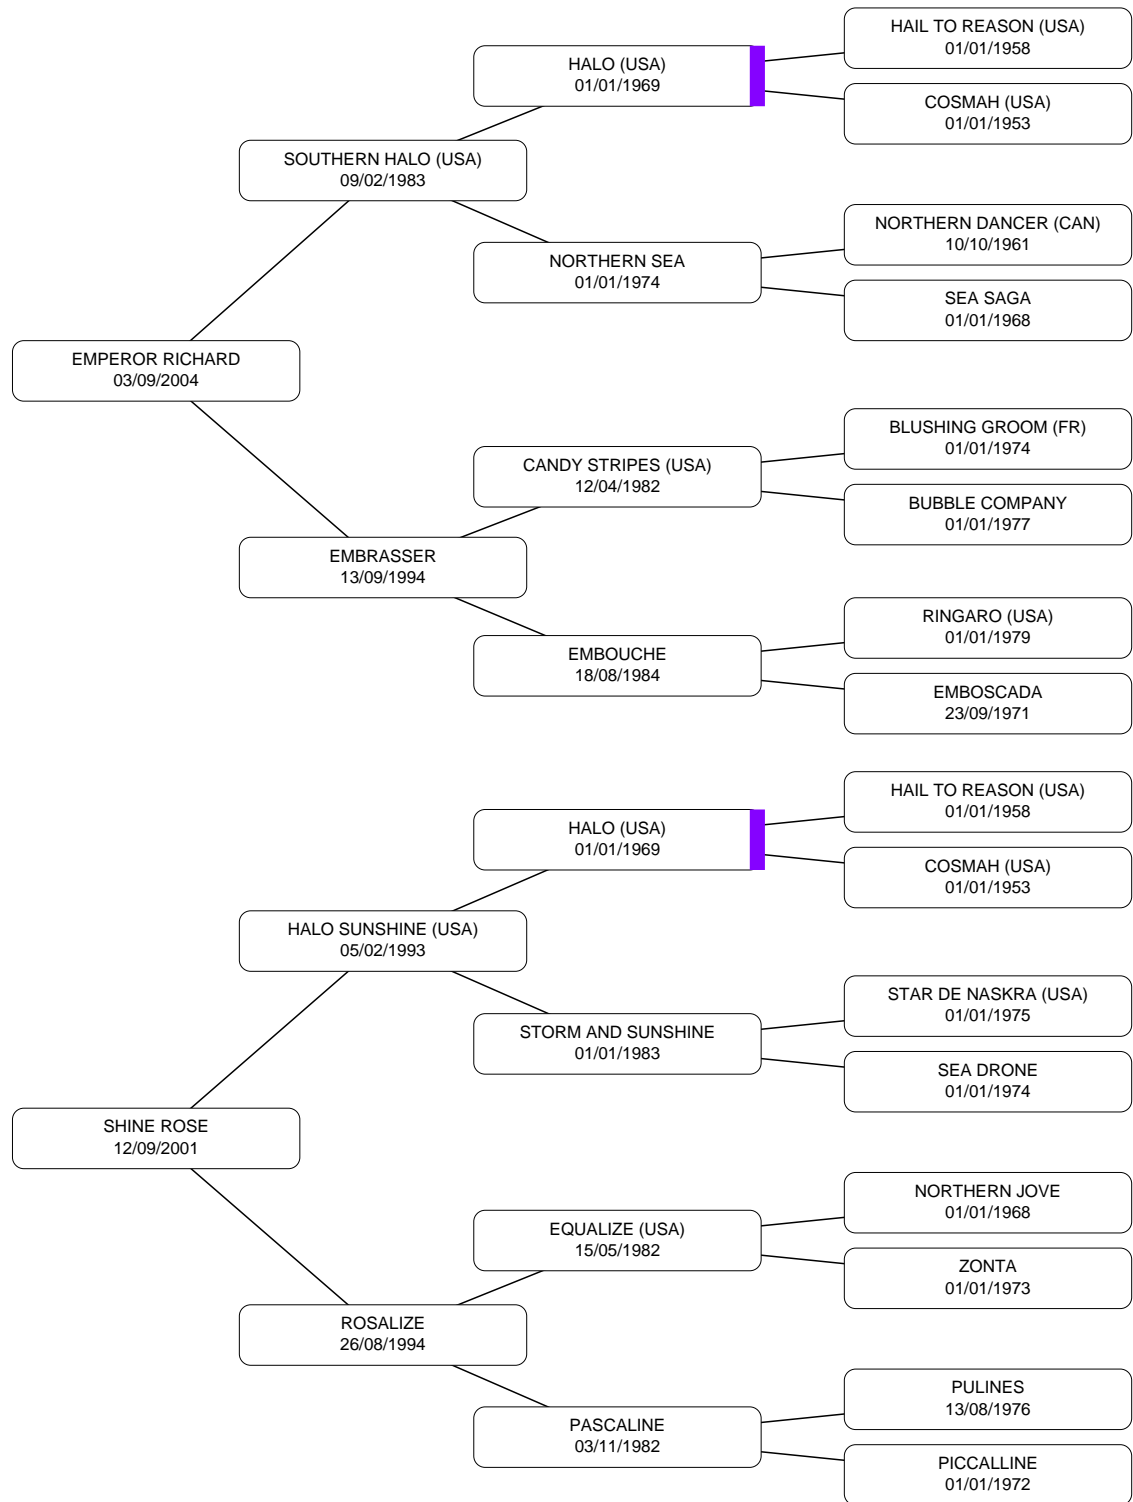 HAIL TO REASON (USA)
01/01/1958
HALO (USA)
01/01/1969
COSMAH (USA)
01/01/1953
SOUTHERN HALO (USA)
09/02/1983
NORTHERN DANCER (CAN)
10/10/1961
NORTHERN SEA
01/01/1974
SEA SAGA
01/01/1968
EMPEROR RICHARD
03/09/2004
BLUSHING GROOM (FR)
01/01/1974
CANDY STRIPES (USA)
12/04/1982
BUBBLE COMPANY
01/01/1977
EMBRASSER
13/09/1994
RINGARO (USA)
01/01/1979
EMBOUCHE
18/08/1984
EMBOSCADA
23/09/1971
HAIL TO REASON (USA)
01/01/1958
HALO (USA)
01/01/1969
COSMAH (USA)
01/01/1953
HALO SUNSHINE (USA)
05/02/1993
STAR DE NASKRA (USA)
01/01/1975
STORM AND SUNSHINE
01/01/1983
SEA DRONE
01/01/1974
SHINE ROSE
12/09/2001
NORTHERN JOVE
01/01/1968
EQUALIZE (USA)
15/05/1982
ZONTA
01/01/1973
ROSALIZE
26/08/1994
PULINES
13/08/1976
PASCALINE
03/11/1982
PICCALLINE
01/01/1972